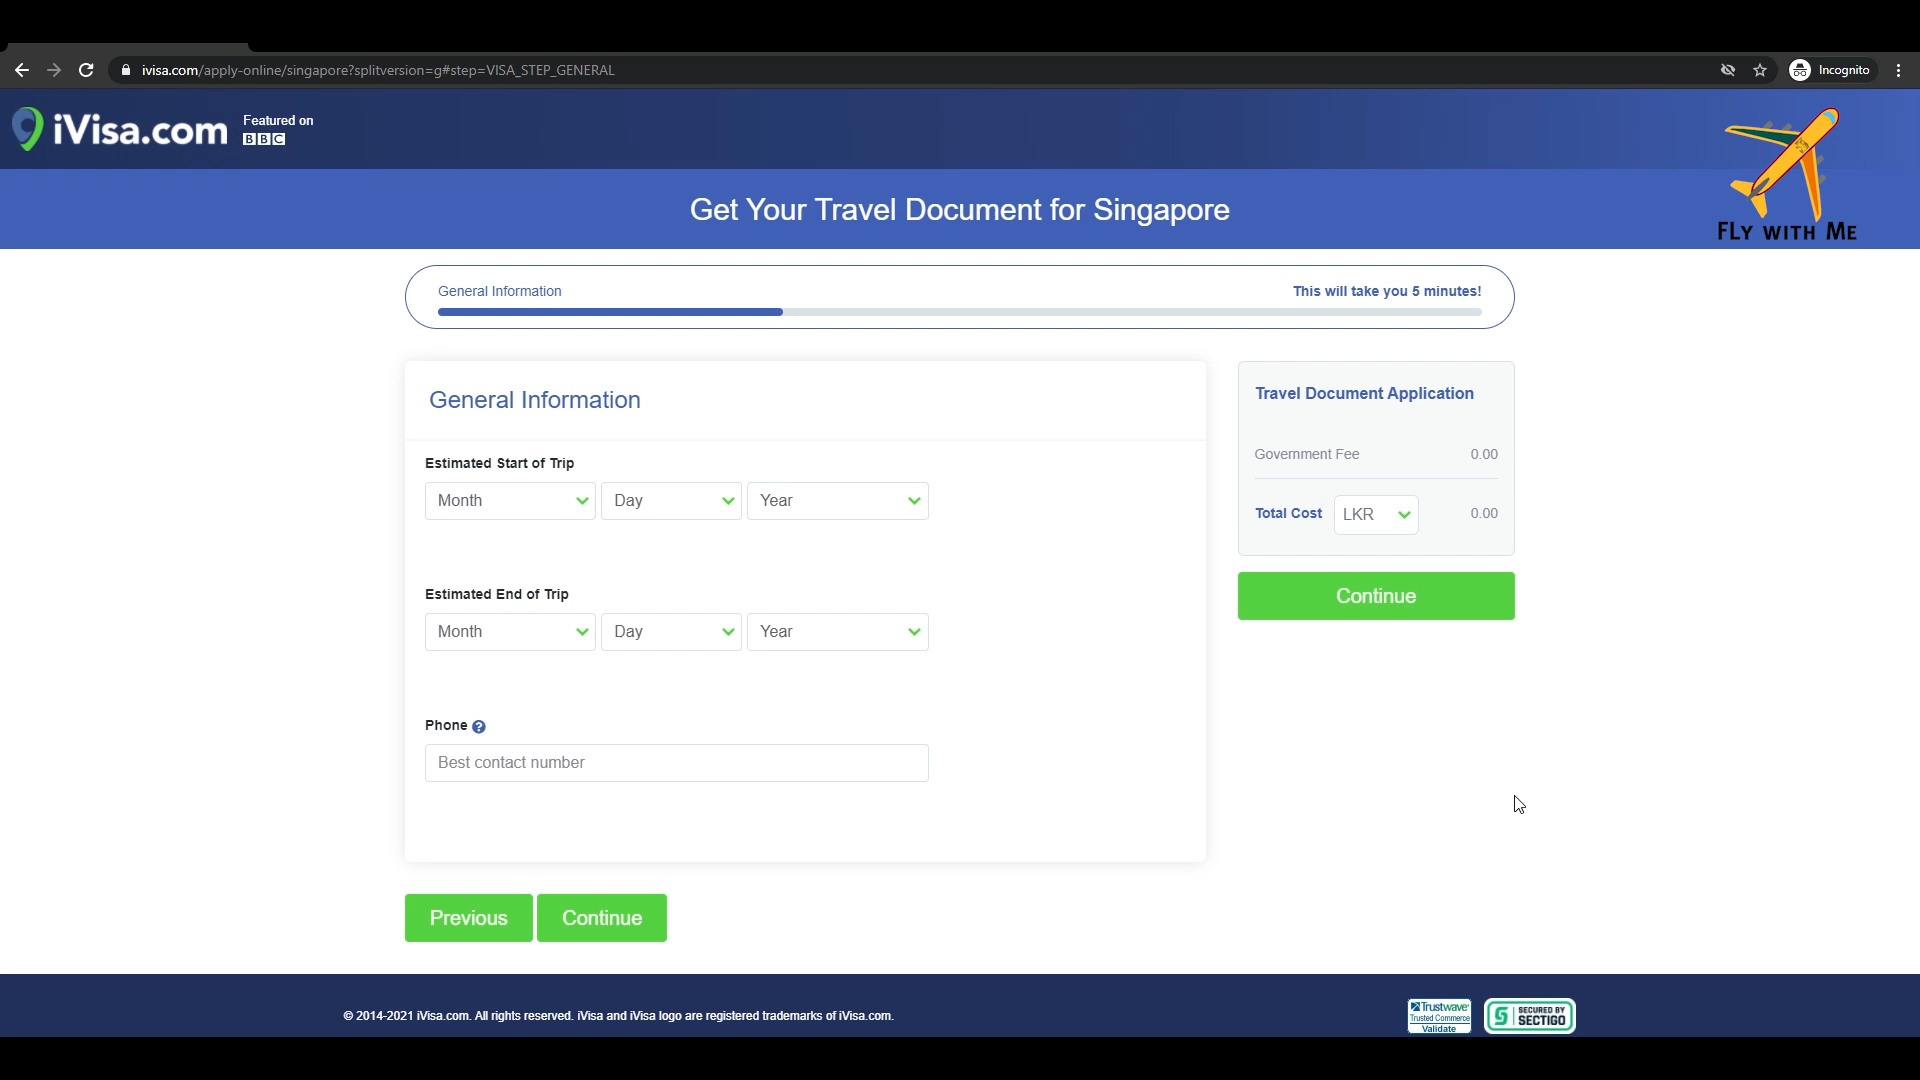 ivisa.com/apply-online/singapore?splitversion=g#step=VISA_STEP_GENERAL
Incognito
iVisa.com
Featured on
BBC
FLy WITH Me
Get Your Travel Document for Singapore
General Information
This will take you 5 minutes!
General Information
Estimated Start of Trip
Month
Day
Year
Estimated End of Trip
Month
Day
Year
Phone ?
Best contact number
Previous
Continue
Travel Document Application
Government Fee 0.00
Total Cost LKR 0.00
Continue
© 2014-2021 iVisa.com. All rights reserved. iVisa and iVisa logo are registered trademarks of iVisa.com.
Trustwave
Trusted Commerce
Validate
S SECURED BY
SECTIGO